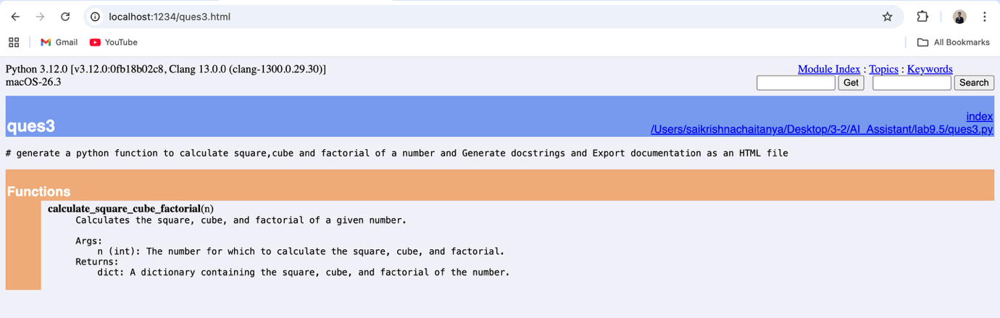 localhost:1234/ques3.html
Gmail YouTube All Bookmarks
Python 3.12.0 [v3.12.0:0fb18b02c8, Clang 13.0.0 (clang-1300.0.29.30)]
macOS-26.3
Module Index : Topics : Keywords
Get Search
ques3
index
/Users/saikrishnachaitanya/Desktop/3-2/AI_Assistant/lab9.5/ques3.py
# generate a python function to calculate square,cube and factorial of a number and Generate docstrings and Export documentation as an HTML file
Functions
calculate_square_cube_factorial(n)
Calculates the square, cube, and factorial of a given number.
Args:
n (int): The number for which to calculate the square, cube, and factorial.
Returns:
dict: A dictionary containing the square, cube, and factorial of the number.